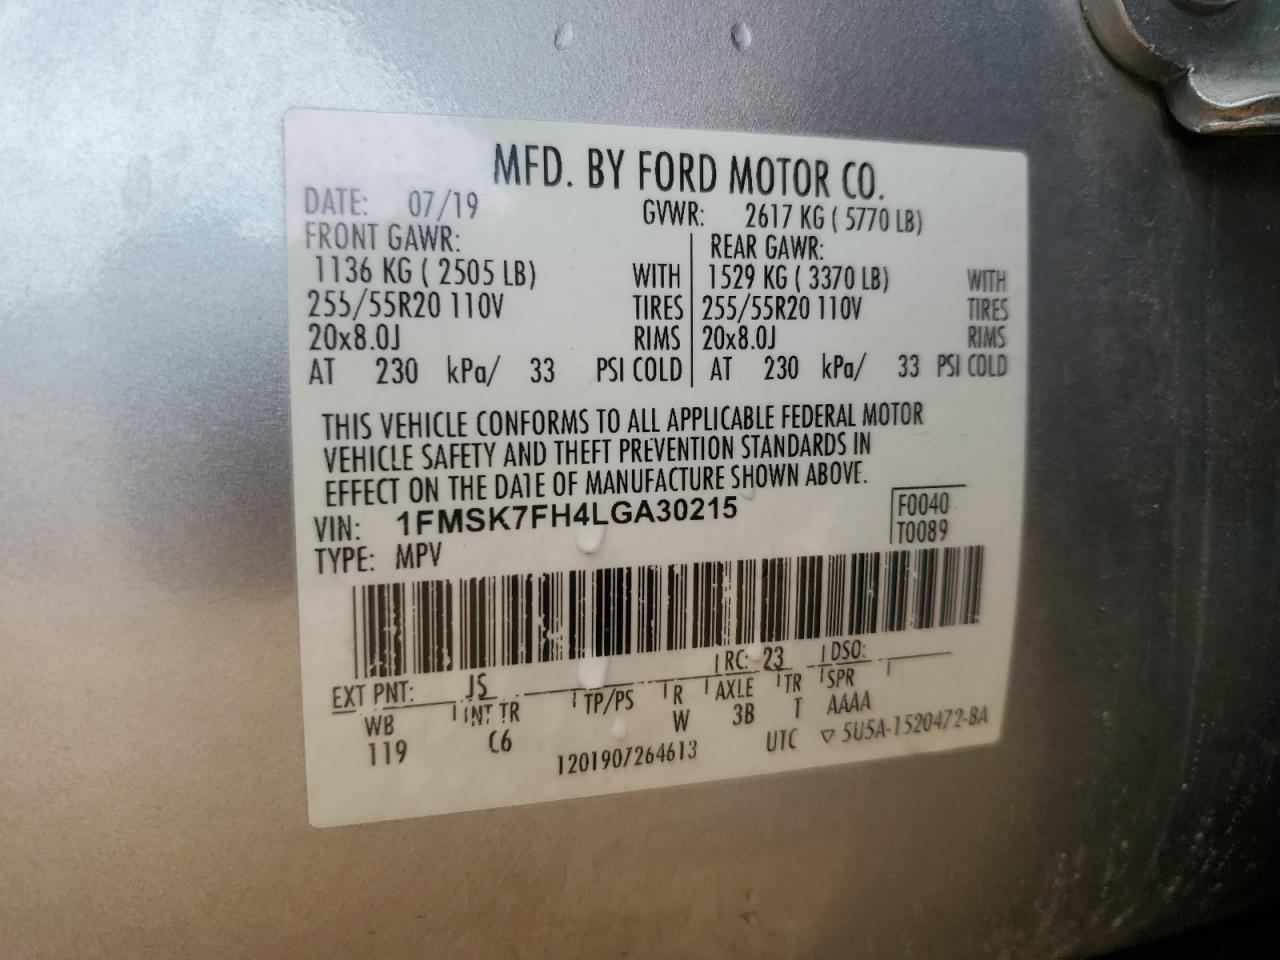 MFD. BY FORD MOTOR CO.
DATE: 07/19 GVWR: 2617 KG ( 5770 LB)
FRONT GAWR: REAR GAWR:
1136 KG ( 2505 LB) WITH 1529 KG ( 3370 LB) WITH
255/55R20 110V TIRES 255/55R20 110V TIRES
20x8.0J RIMS 20x8.0J RIMS
AT 230 kPa/ 33 PSI COLD AT 230 kPa/ 33 PSI COLD
THIS VEHICLE CONFORMS TO ALL APPLICABLE FEDERAL MOTOR
VEHICLE SAFETY AND THEFT PREVENTION STANDARDS IN
EFFECT ON THE DATE OF MANUFACTURE SHOWN ABOVE.
VIN: 1FMSK7FH4LGA30215 F0040
TYPE: MPV T0089
EXT PNT: JS RC: 23 DSO:
WB INT TR TP/PS R AXLE TR SPR
119 C6 W 3B T AAAA
1201907264613 UTC ▽ 5U5A-1520472-BA